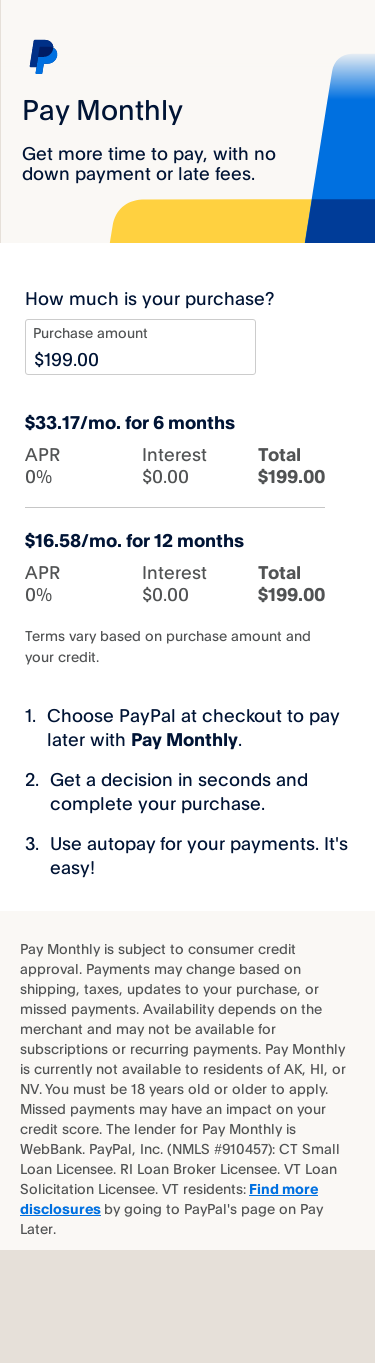 Pay Monthly
Get more time to pay, with no
down payment or late fees.
How much is your purchase?
Purchase amount
$199.00
$33.17/mo. for 6 months
APR Interest Total
0% $0.00 $199.00
$16.58/mo. for 12 months
APR Interest Total
0% $0.00 $199.00
Terms vary based on purchase amount and
your credit.
1. Choose PayPal at checkout to pay
later with Pay Monthly.
2. Get a decision in seconds and
complete your purchase.
3. Use autopay for your payments. It's
easy!
Pay Monthly is subject to consumer credit
approval. Payments may change based on
shipping, taxes, updates to your purchase, or
missed payments. Availability depends on the
merchant and may not be available for
subscriptions or recurring payments. Pay Monthly
is currently not available to residents of AK, HI, or
NV. You must be 18 years old or older to apply.
Missed payments may have an impact on your
credit score. The lender for Pay Monthly is
WebBank. PayPal, Inc. (NMLS #910457): CT Small
Loan Licensee. RI Loan Broker Licensee. VT Loan
Solicitation Licensee. VT residents: Find more
disclosures by going to PayPal's page on Pay
Later.